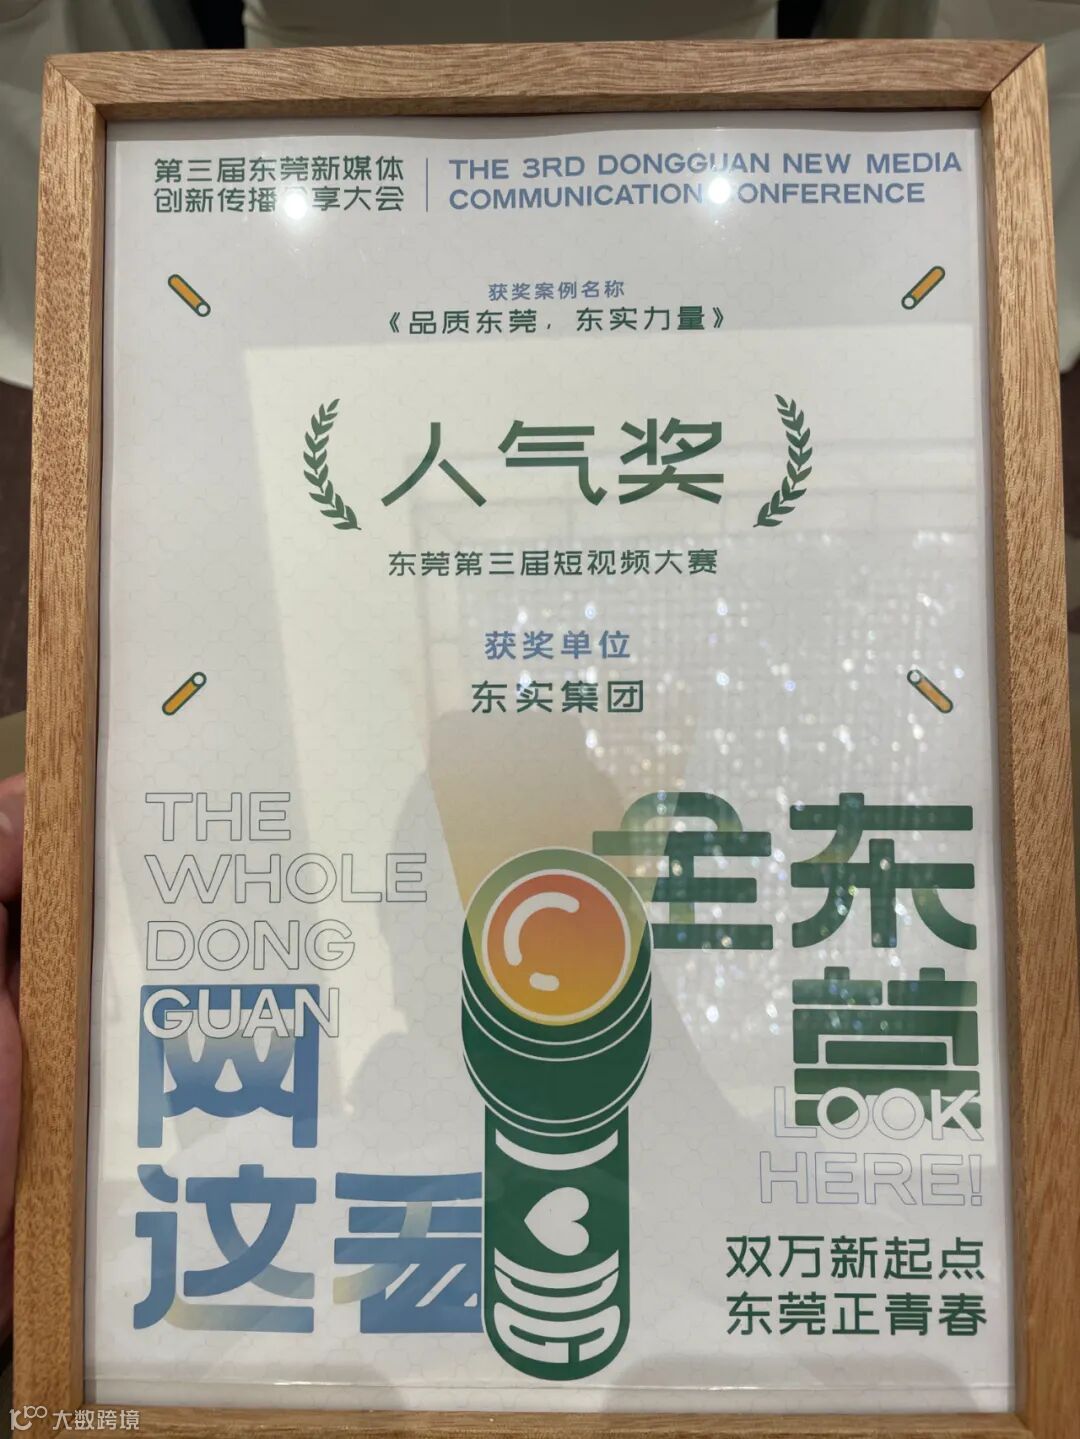 第三届东莞新媒体
创新传播分享大会
THE 3RD DONGGUAN NEW MEDIA
COMMUNICATION CONFERENCE
获奖案例名称
《品质东莞，东实力量》
人气奖
东莞第三届短视频大赛
获奖单位
东实集团
THE
WHOLE
DONG
GUAN
全东
莞
网
这看
LOOK
HERE!
双万新起点
东莞正青春
大数跨境